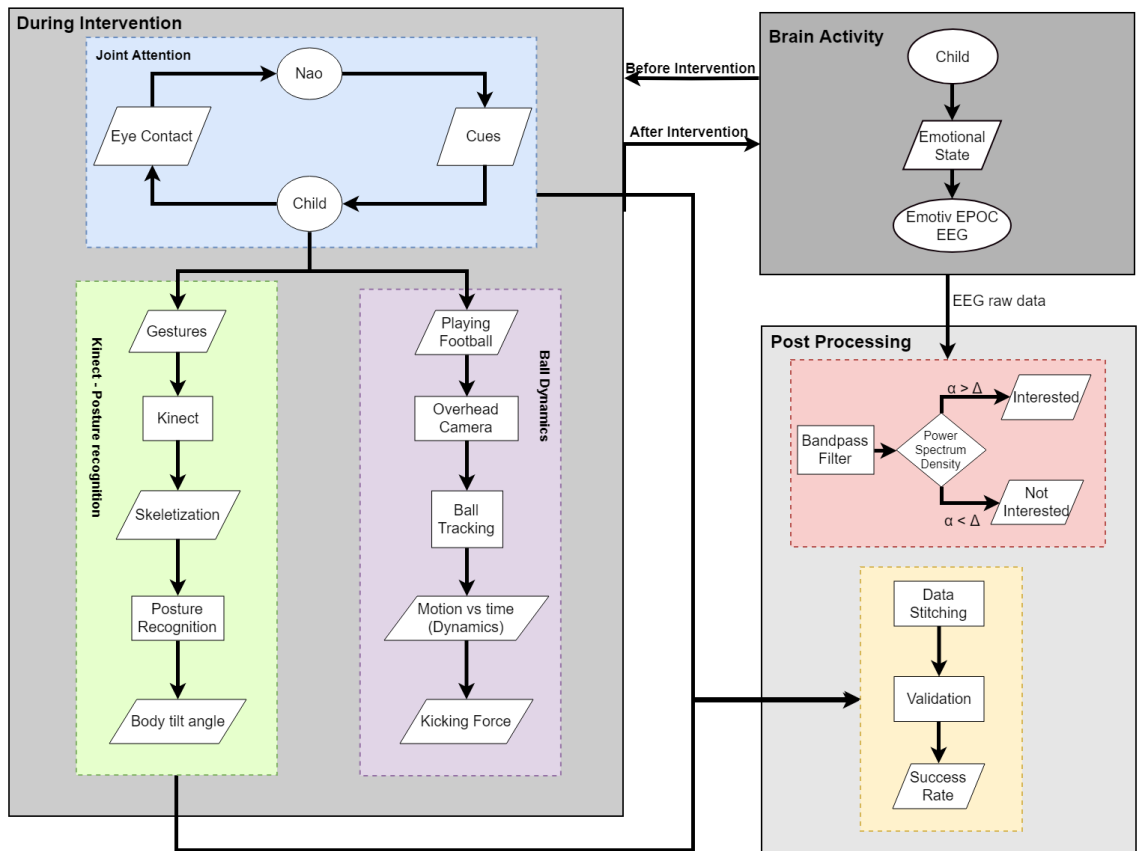 During Intervention
Joint Attention
Nao
Eye Contact
Cues
Child
Kinect - Posture recognition
Gestures
Kinect
Skeletization
Posture
Recognition
Body tilt angle
Ball Dynamics
Playing
Football
Overhead
Camera
Ball
Tracking
Motion vs time
(Dynamics)
Kicking Force
Before Intervention
After Intervention
Brain Activity
Child
Emotional
State
Emotiv EPOC
EEG
EEG raw data
Post Processing
Bandpass
Filter
Power
Spectrum
Density
α > Δ
Interested
α < Δ
Not
Interested
Data
Stitching
Validation
Success
Rate